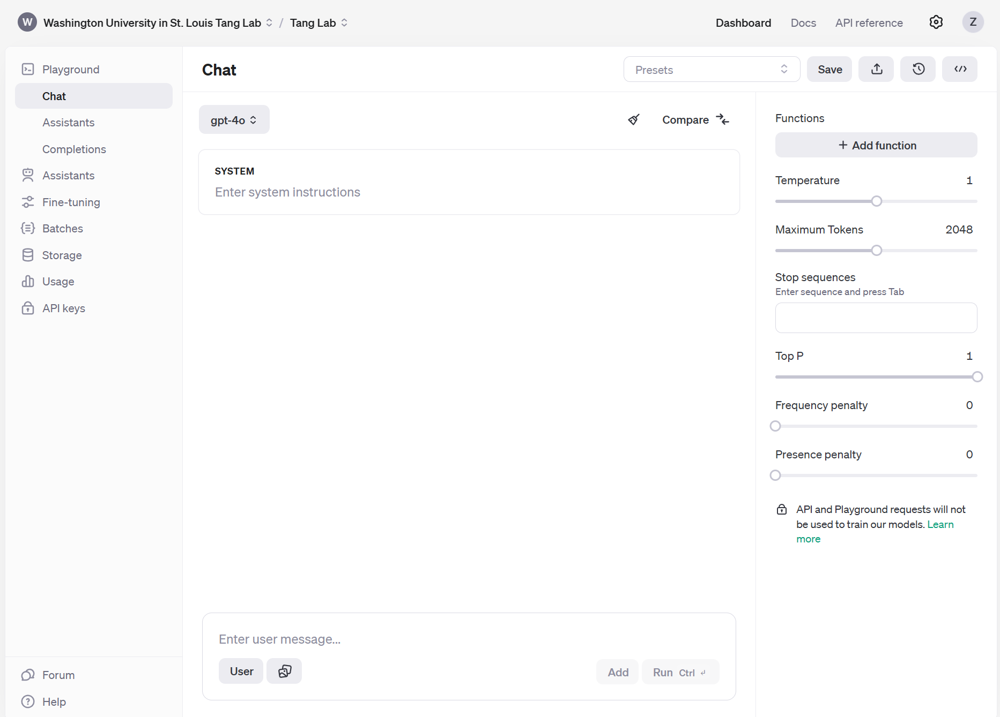 W Washington University in St. Louis Tang Lab / Tang Lab
Dashboard Docs API reference Z
Playground
Chat
Assistants
Completions
Assistants
Fine-tuning
Batches
Storage
Usage
API keys
Forum
Help
Chat
Presets Save
gpt-4o Compare
SYSTEM
Enter system instructions
Enter user message...
User Add Run Ctrl ↵
Functions
+ Add function
Temperature 1
Maximum Tokens 2048
Stop sequences
Enter sequence and press Tab
Top P 1
Frequency penalty 0
Presence penalty 0
API and Playground requests will not
be used to train our models. Learn
more